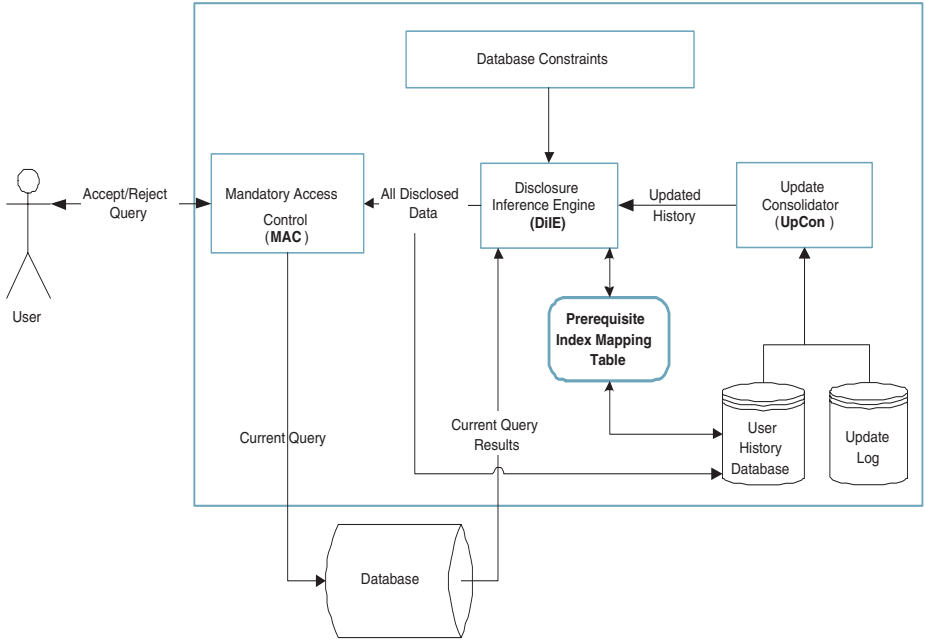 Database Constraints
Accept/Reject
Query
User
Mandatory Access
Control
(MAC )
All Disclosed
Data
Disclosure
Inference Engine
(DiIE)
Updated
History
Update
Consolidator
(UpCon )
Prerequisite
Index Mapping
Table
Current Query
Current Query
Results
User
History
Database
Update
Log
Database